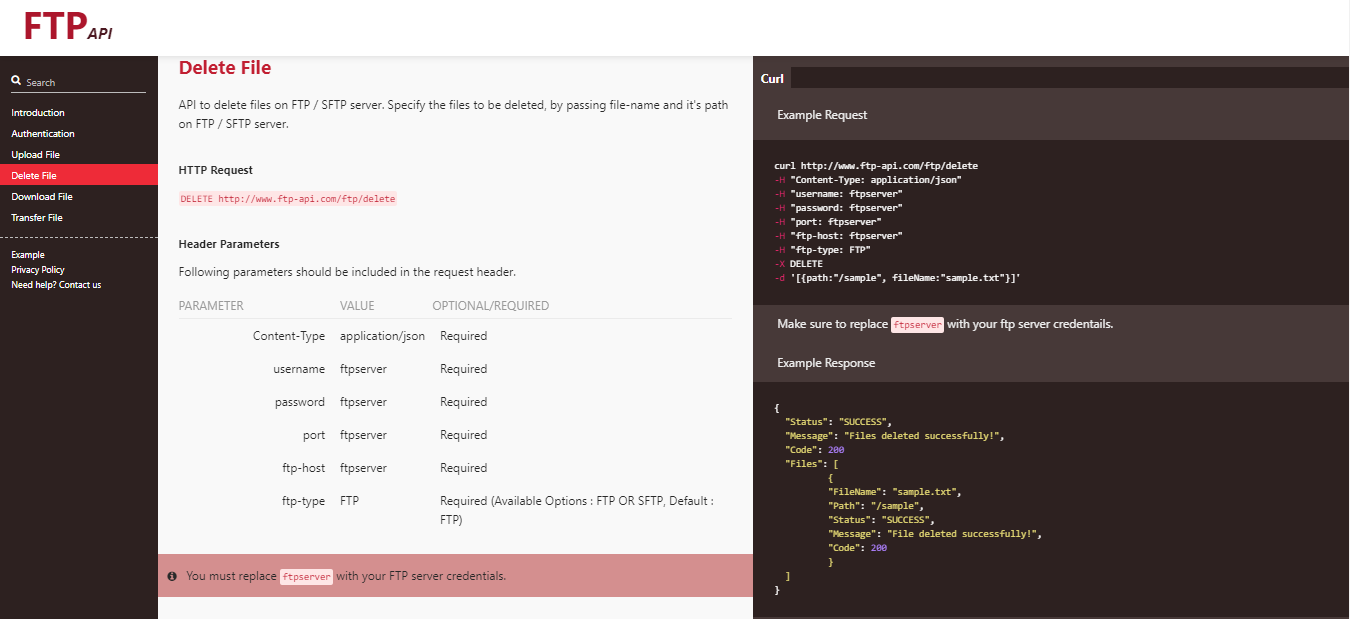 FTP API
Search
Introduction
Authentication
Upload File
Delete File
Download File
Transfer File
Example
Privacy Policy
Need help? Contact us
Delete File
API to delete files on FTP / SFTP server. Specify the files to be deleted, by passing file-name and it's path
on FTP / SFTP server.
HTTP Request
DELETE http://www.ftp-api.com/ftp/delete
Header Parameters
Following parameters should be included in the request header.
PARAMETER VALUE OPTIONAL/REQUIRED
Content-Type application/json Required
username ftpserver Required
password ftpserver Required
port ftpserver Required
ftp-host ftpserver Required
ftp-type FTP Required (Available Options : FTP OR SFTP, Default :
FTP)
You must replace ftpserver with your FTP server credentials.
Curl
Example Request
curl http://www.ftp-api.com/ftp/delete
-H "Content-Type: application/json"
-H "username: ftpserver"
-H "password: ftpserver"
-H "port: ftpserver"
-H "ftp-host: ftpserver"
-H "ftp-type: FTP"
-X DELETE
-d '[{path:"/sample", fileName:"sample.txt"}]'
Make sure to replace ftpserver with your ftp server credentails.
Example Response
{
"Status": "SUCCESS",
"Message": "Files deleted successfully!",
"Code": 200
"Files": [
{
"FileName": "sample.txt",
"Path": "/sample",
"Status": "SUCCESS",
"Message": "File deleted successfully!",
"Code": 200
}
]
}